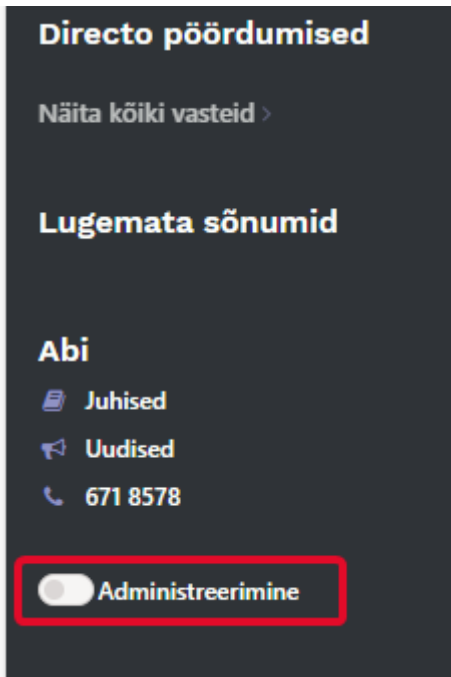 Directo pöördumised
Näita kõiki vasteid >
Lugemata sõnumid
Abi
Juhised
Uudised
671 8578
Administreerimine